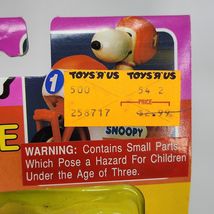 TOYS"R"US TOYS"R"US
500 54 2
PRICE
258717 $2.99
1
SNOOPY
E
WARNING: Contains Small Parts
Which Pose a Hazard For Children
Under the Age of Three.